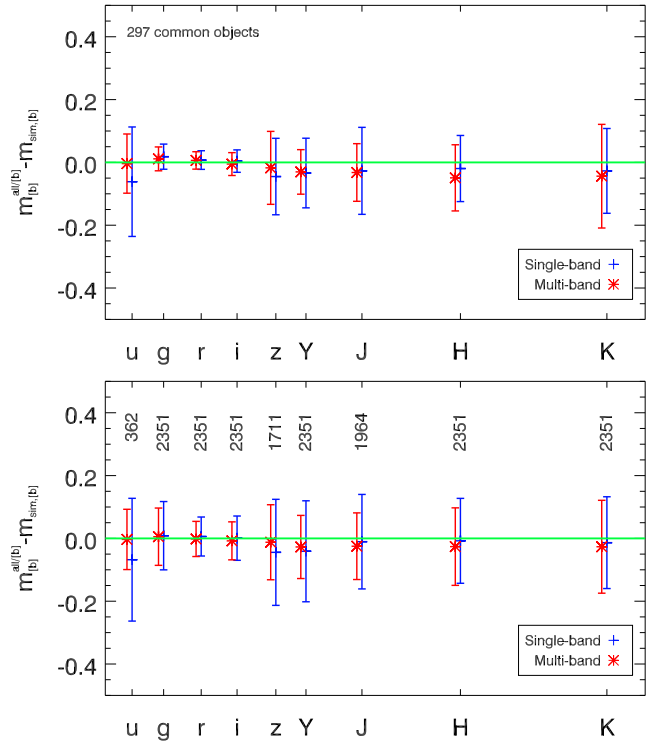 297 common objects
0.4
0.2
0.0
-0.2
-0.4
m[b]^all/[b]-m_sim,[b]
Single-band
Multi-band
u g r i z Y J H K
362 2351 2351 2351 1711 2351 1964 2351 2351
0.4
0.2
0.0
-0.2
-0.4
m[b]^all/[b]-m_sim,[b]
Single-band
Multi-band
u g r i z Y J H K